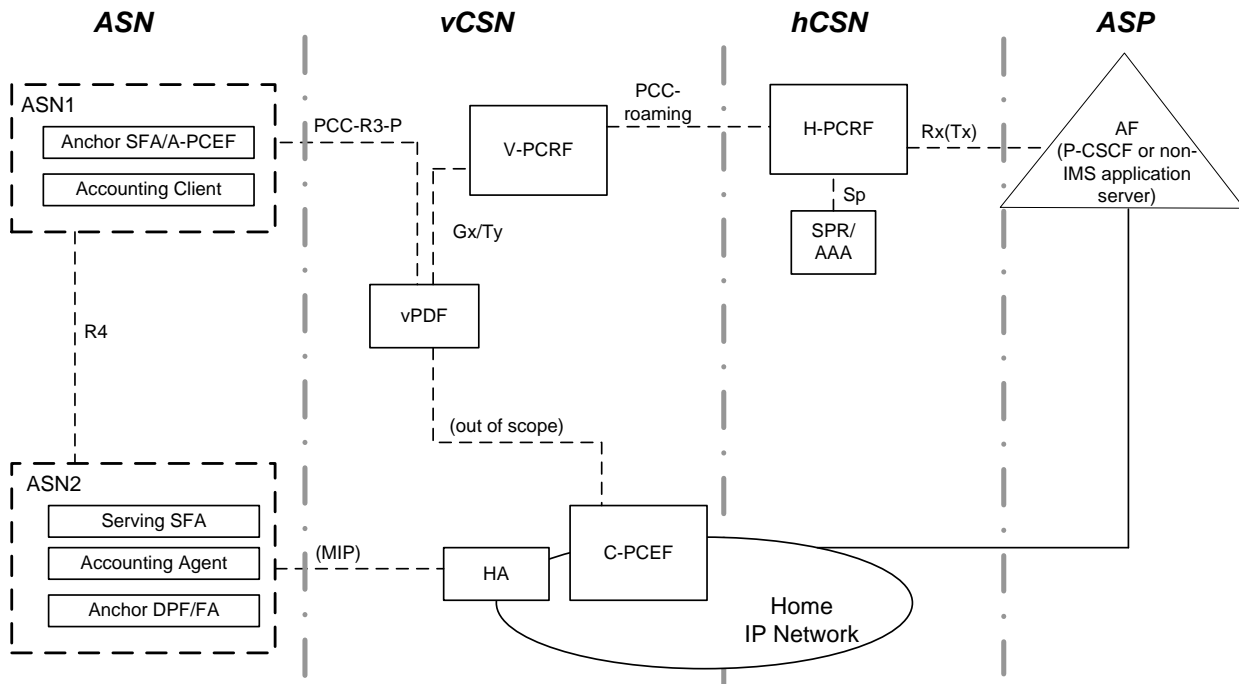 ASN
vCSN
hCSN
ASP
ASN1
Anchor SFA/A-PCEF
Accounting Client
PCC-R3-P
V-PCRF
PCC-
roaming
H-PCRF
Rx(Tx)
AF
(P-CSCF or non-
IMS application
server)
Sp
SPR/
AAA
Gx/Ty
vPDF
R4
(out of scope)
ASN2
Serving SFA
Accounting Agent
Anchor DPF/FA
(MIP)
HA
C-PCEF
Home
IP Network